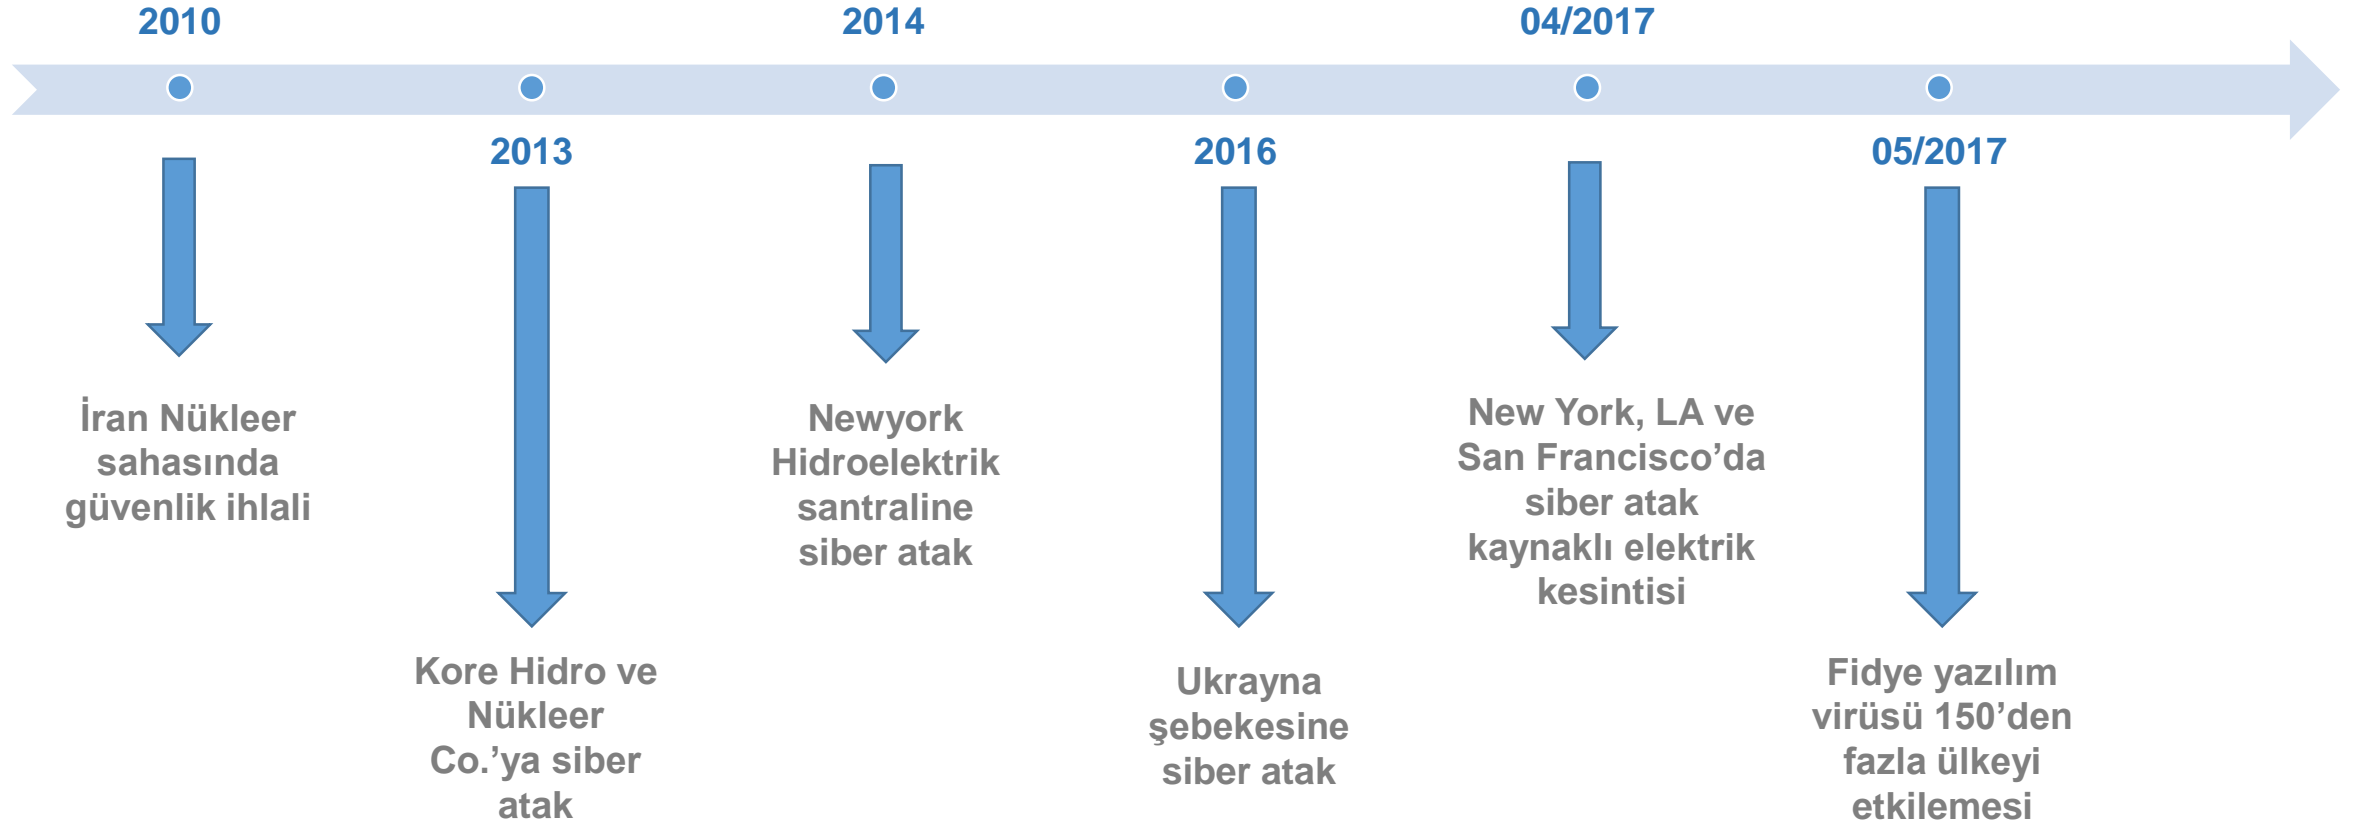 2010
İran Nükleer
sahasında
güvenlik ihlali
2013
Kore Hidro ve
Nükleer
Co.’ya siber
atak
2014
Newyork
Hidroelektrik
santraline
siber atak
2016
Ukrayna
şebekesine
siber atak
04/2017
New York, LA ve
San Francisco’da
siber atak
kaynaklı elektrik
kesintisi
05/2017
Fidye yazılım
virüsü 150’den
fazla ülkeyi
etkilemesi